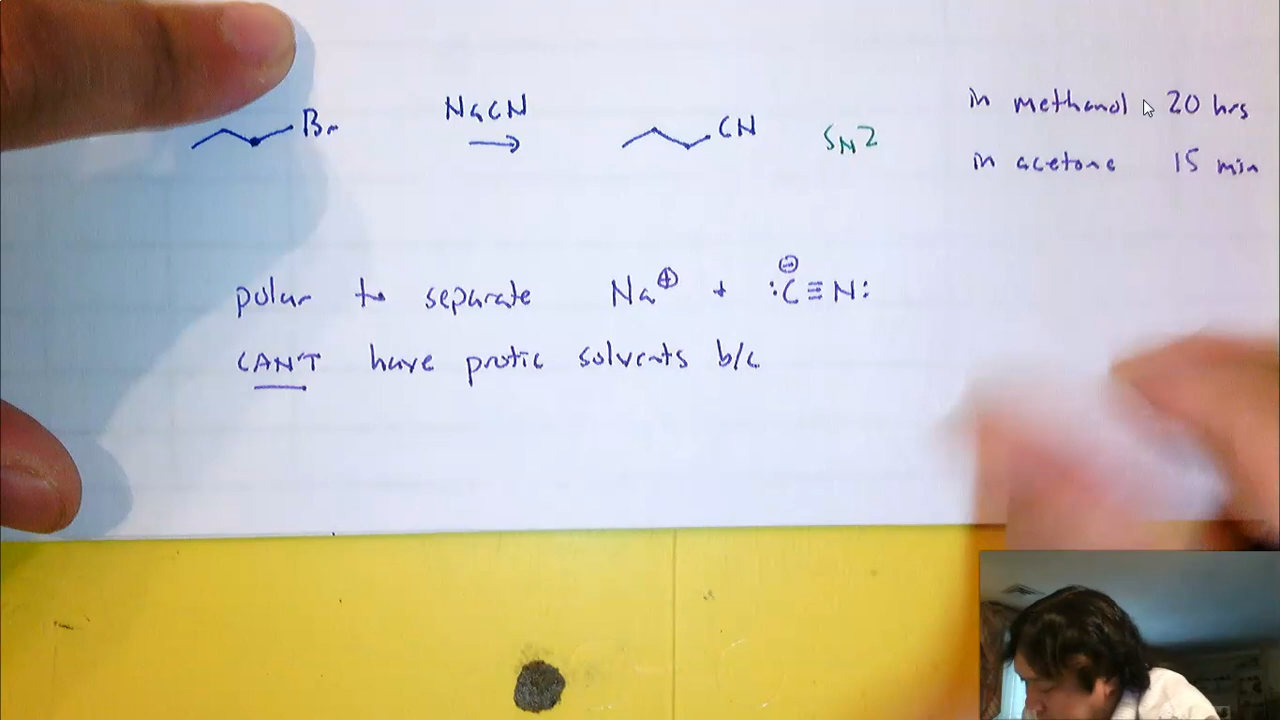 Br NaCN → CN SN2
in methanol 20 hrs
in acetone 15 min
polar to separate Na⊕ + :C≡N: ⊖
CAN'T have protic solvents b/c